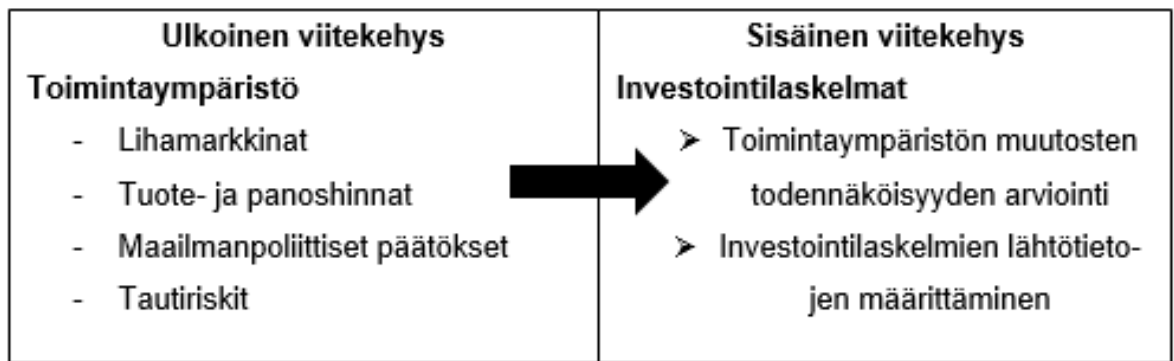 Ulkoinen viitekehys
Toimintaympäristö
- Lihamarkkinat
- Tuote- ja panoshinnat
- Maailmanpoliittiset päätökset
- Tautiriskit
Sisäinen viitekehys
Investointilaskelmat
➢ Toimintaympäristön muutosten
todennäköisyyden arviointi
➢ Investointilaskelmien lähtötieto-
jen määrittäminen